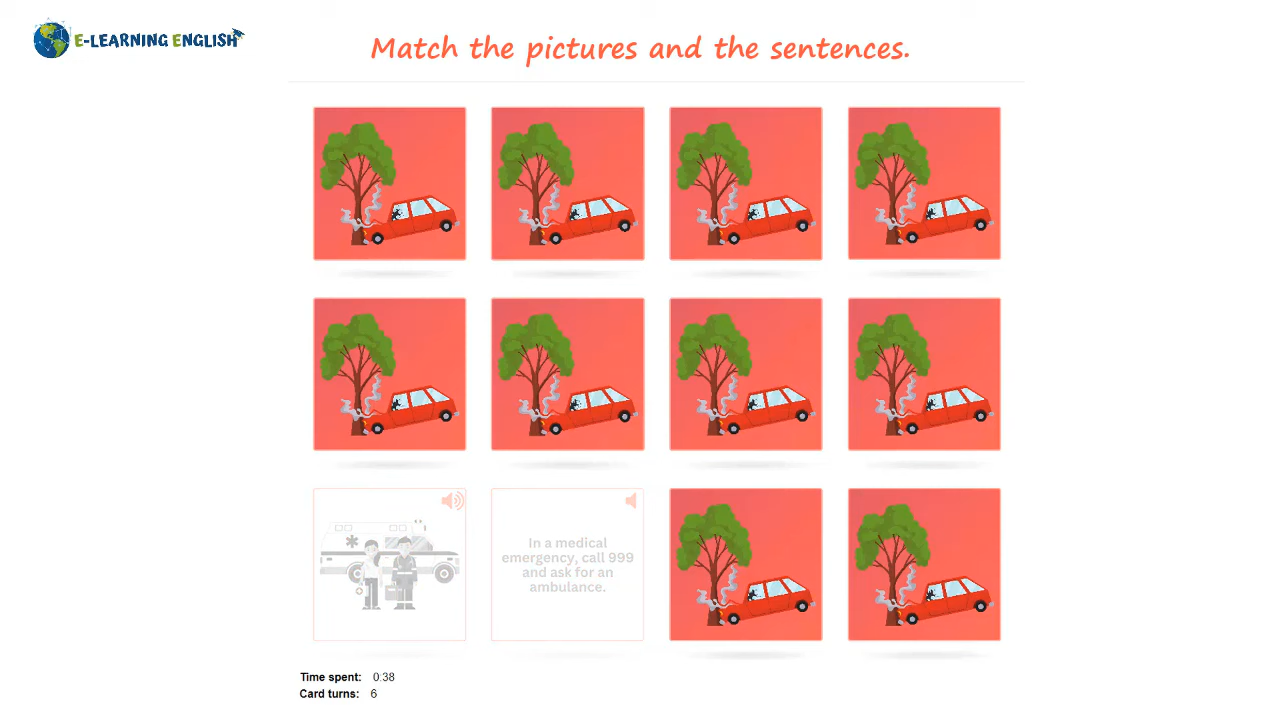 E-LEARNING ENGLISH
Match the pictures and the sentences.
In a medical
emergency, call 999
and ask for an
ambulance.
Time spent: 0:38
Card turns: 6